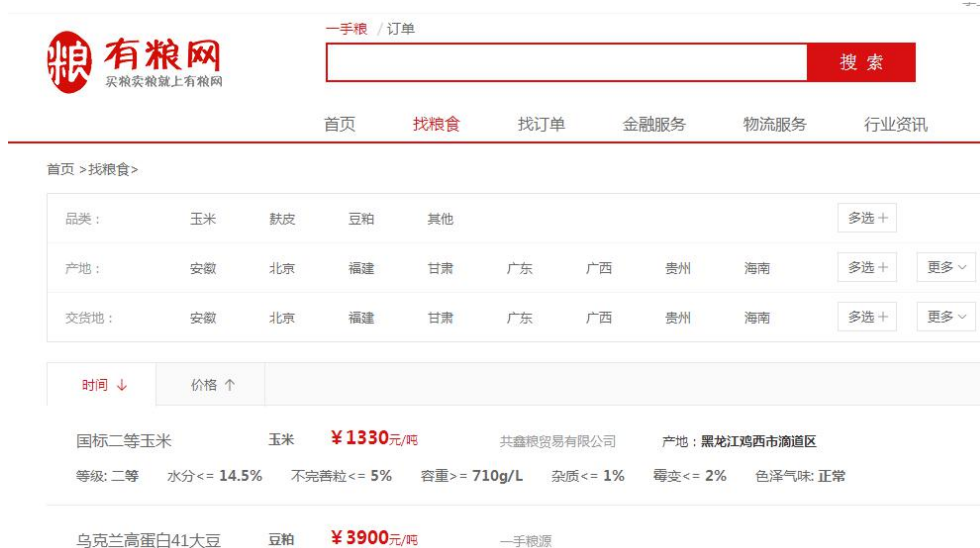 一手粮 / 订单
粮 有粮网
买粮卖粮就上有粮网
搜 索
首页 找粮食 找订单 金融服务 物流服务 行业资讯
首页 >找粮食>
品类： 玉米 麸皮 豆粕 其他 多选＋
产地： 安徽 北京 福建 甘肃 广东 广西 贵州 海南 多选＋ 更多
交货地： 安徽 北京 福建 甘肃 广东 广西 贵州 海南 多选＋ 更多
时间 ↓ 价格 ↑
国标二等玉米 玉米 ¥1330元/吨 共鑫粮贸易有限公司 产地：黑龙江鸡西市滴道区
等级: 二等 水分<= 14.5% 不完善粒<= 5% 容重>= 710g/L 杂质<= 1% 霉变<= 2% 色泽气味: 正常
乌克兰高蛋白41大豆 豆粕 ¥3900元/吨 一手粮源